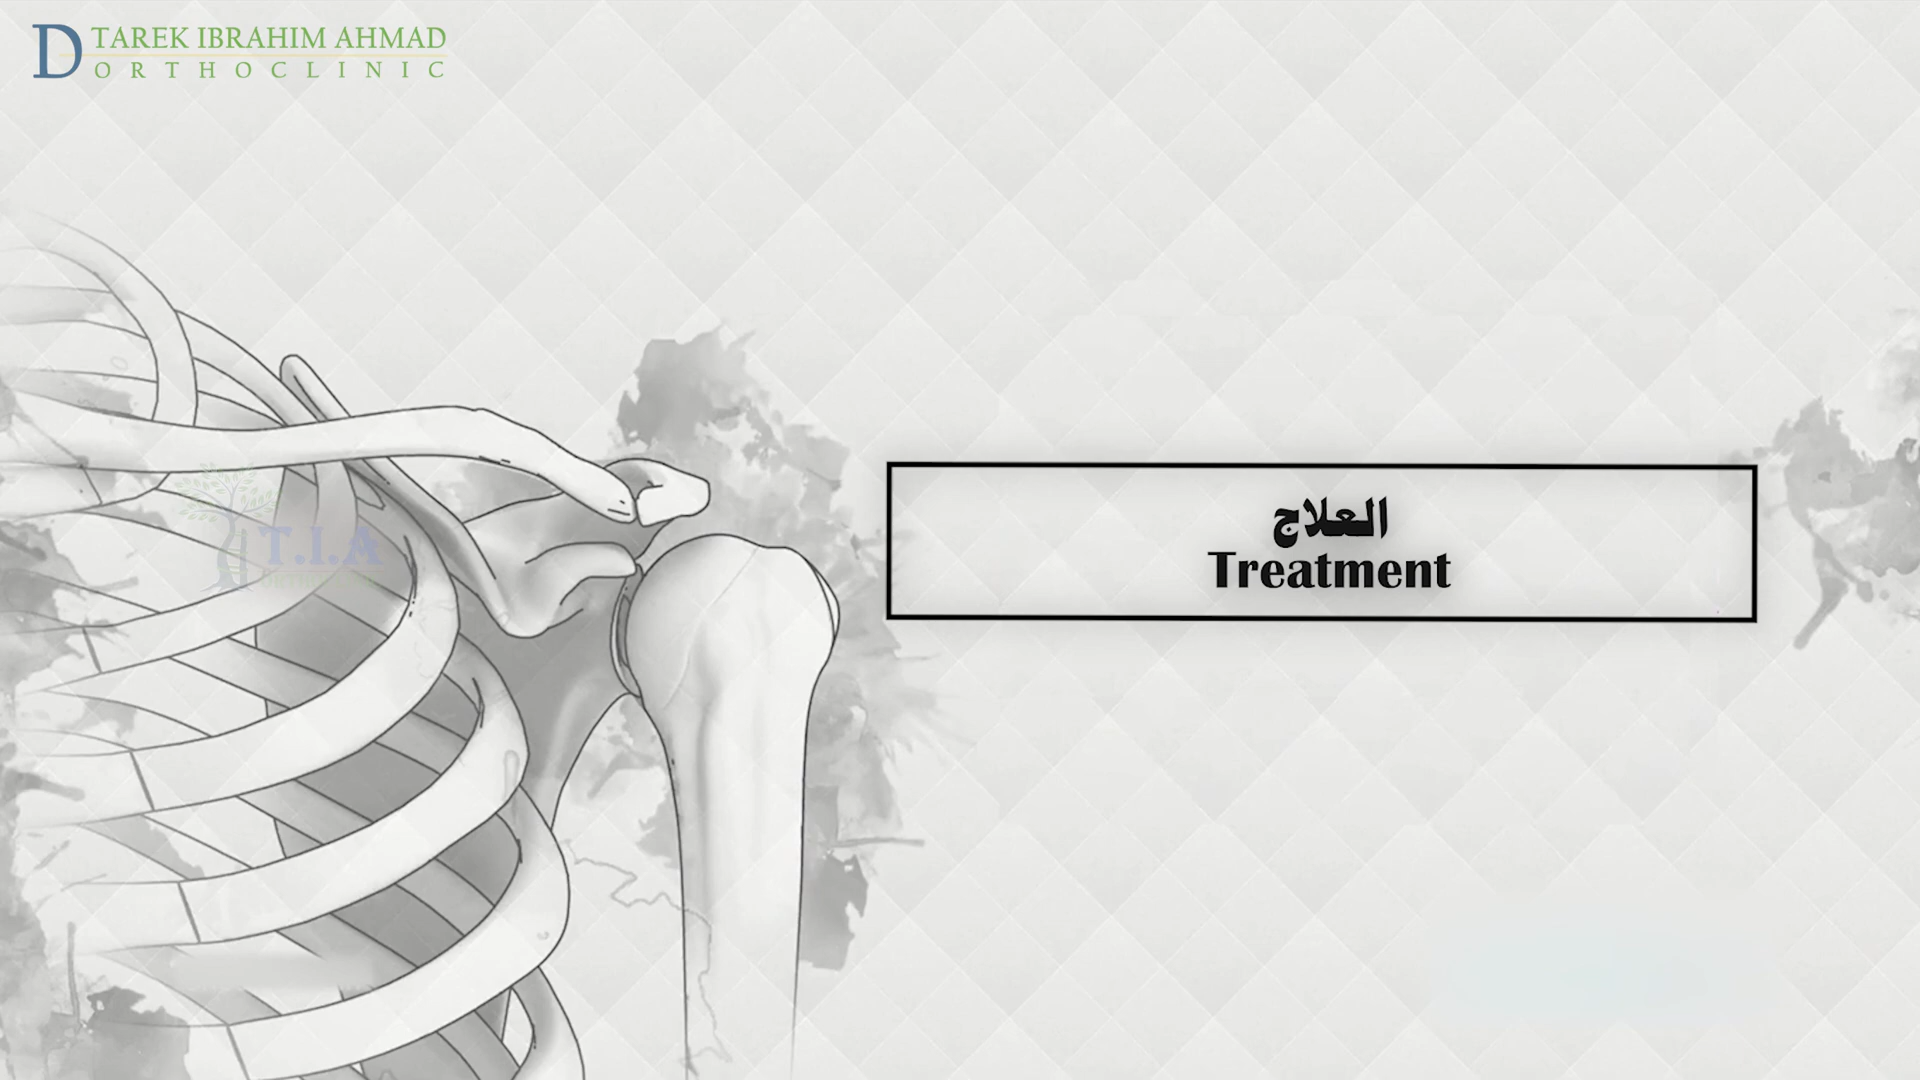 D TAREK IBRAHIM AHMAD
ORTHOCLINIC
العلاج
Treatment
T.I.A